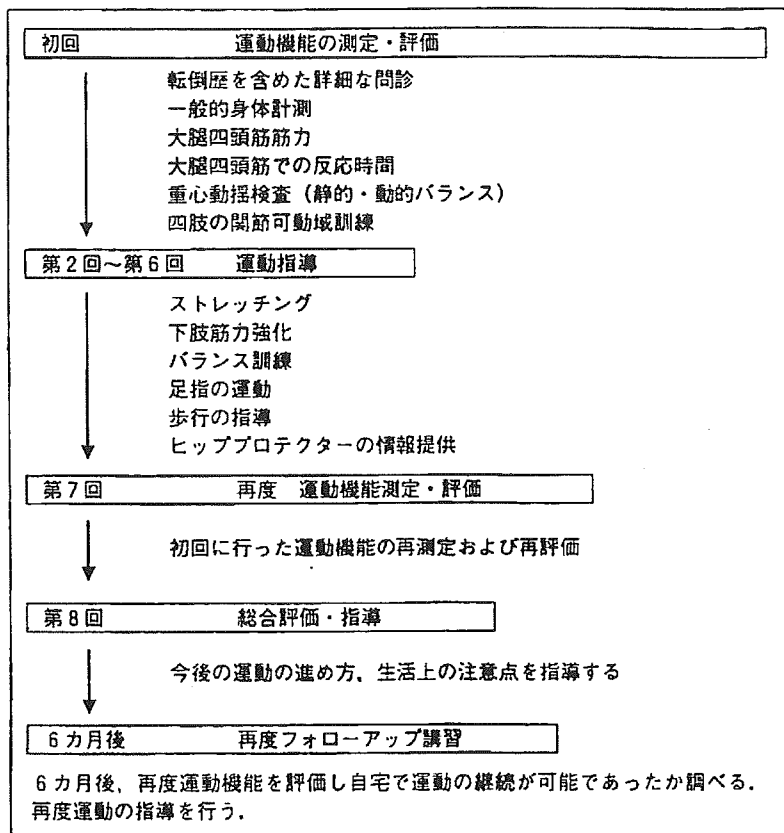 初回 運動機能の測定・評価
転倒歴を含めた詳細な問診
一般的身体計測
大腿四頭筋筋力
大腿四頭筋での反応時間
重心動揺検査(静的・動的バランス)
四肢の関節可動域訓練
第2回～第6回 運動指導
ストレッチング
下肢筋力強化
バランス訓練
足指の運動
歩行の指導
ヒッププロテクターの情報提供
第7回 再度 運動機能測定・評価
初回に行った運動機能の再測定および再評価
第8回 総合評価・指導
今後の運動の進め方，生活上の注意点を指導する
6カ月後 再度フォローアップ講習
6カ月後，再度運動機能を評価し自宅で運動の継続が可能であったか調べる．
再度運動の指導を行う．